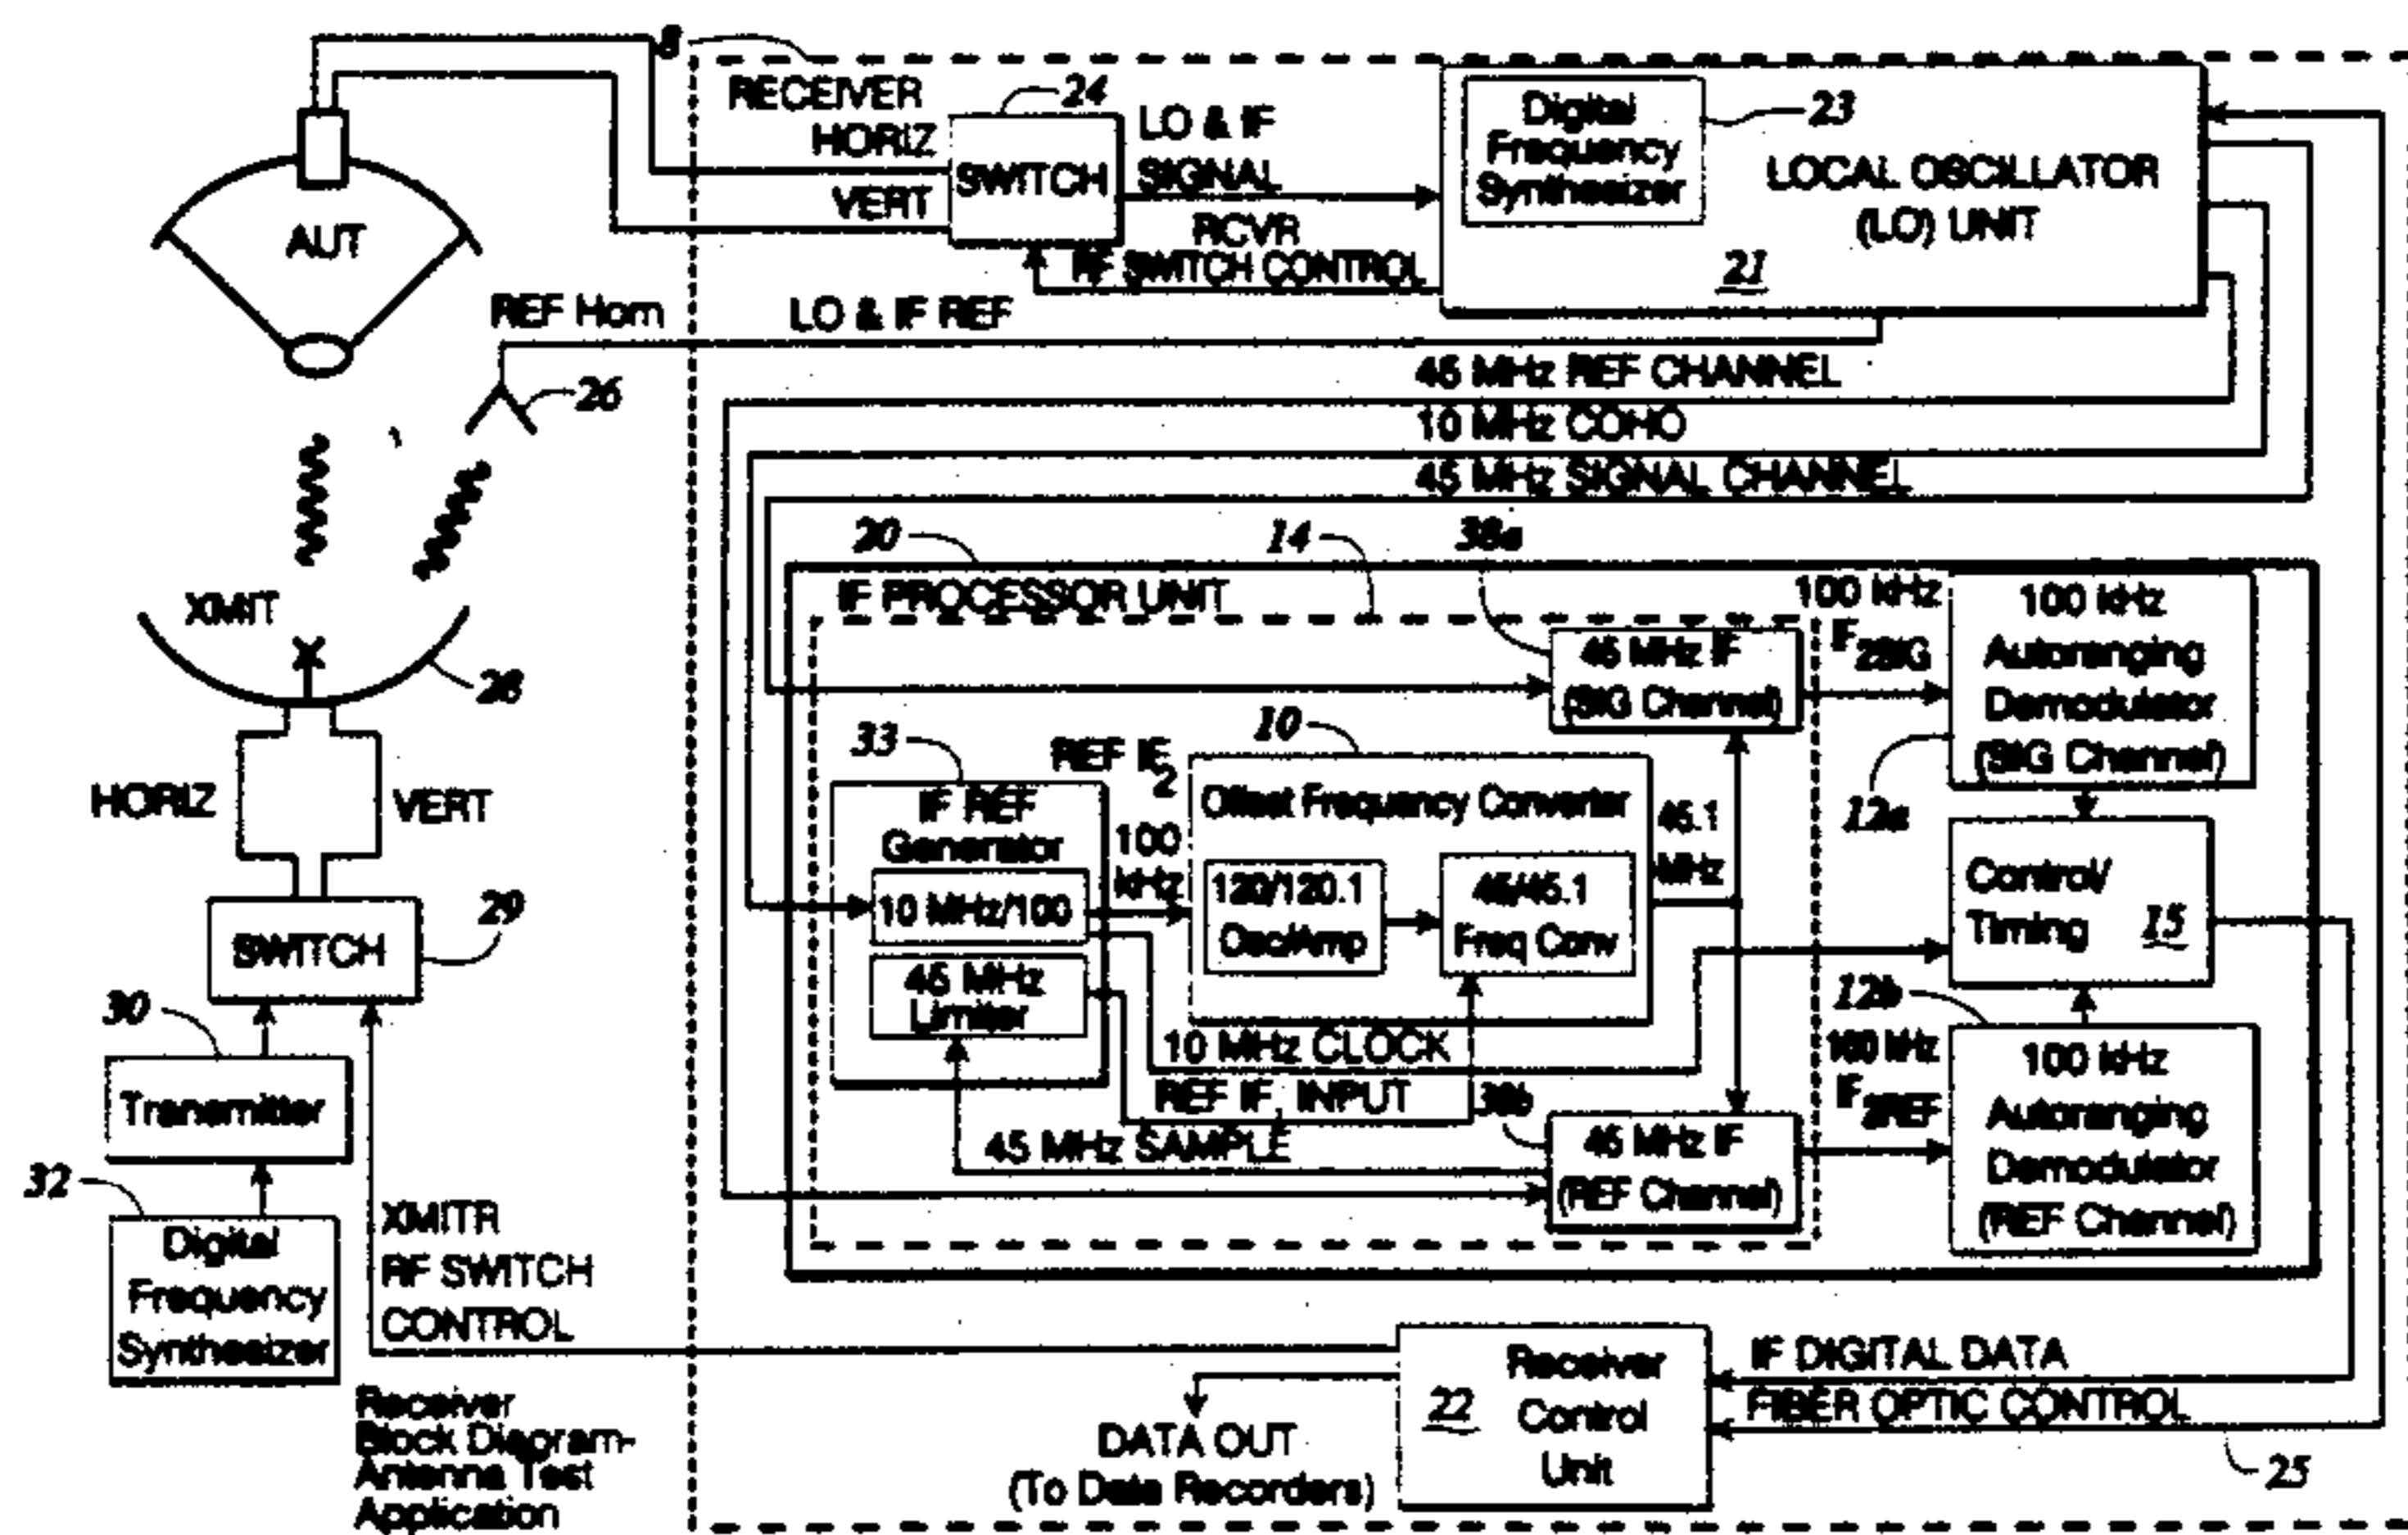 8
RECEIVER
HORIZ
VERT
24
SWITCH
LO & IF
SIGNAL
RCVR
RF SWITCH CONTROL
Digital
Frequency
Synthesizer
23
LOCAL OSCILLATOR
(LO) UNIT
21
AUT
REF Horn
LO & IF REF
26
45 MHz REF CHANNEL
10 MHz COHO
45 MHz SIGNAL CHANNEL
XMIT
28
HORIZ
VERT
SWITCH
29
30
Transmitter
32
Digital
Frequency
Synthesizer
XMITR
RF SWITCH
CONTROL
20
14
38a
IF PROCESSOR UNIT
45 MHz IF
(SIG Channel)
100 kHz
IF2SIG
100 kHz
Autoranging
Demodulator
(SIG Channel)
12a
33
IF REF
Generator
10 MHz/100
45 MHz
Limiter
REF IF2
100
kHz
10
Offset Frequency Converter
120/120.1
Osc/Amp
45/45.1
Freq Conv
45.1
MHz
Control/
Timing
15
10 MHz CLOCK
REF IF1 INPUT
45 MHz SAMPLE
38b
45 MHz IF
(REF Channel)
12b
100 kHz
IF2REF
100 kHz
Autoranging
Demodulator
(REF Channel)
22
Receiver
Control
Unit
IF DIGITAL DATA
FIBER OPTIC CONTROL
25
DATA OUT
(To Data Recorders)
Receiver
Block Diagram-
Antenna Test
Application